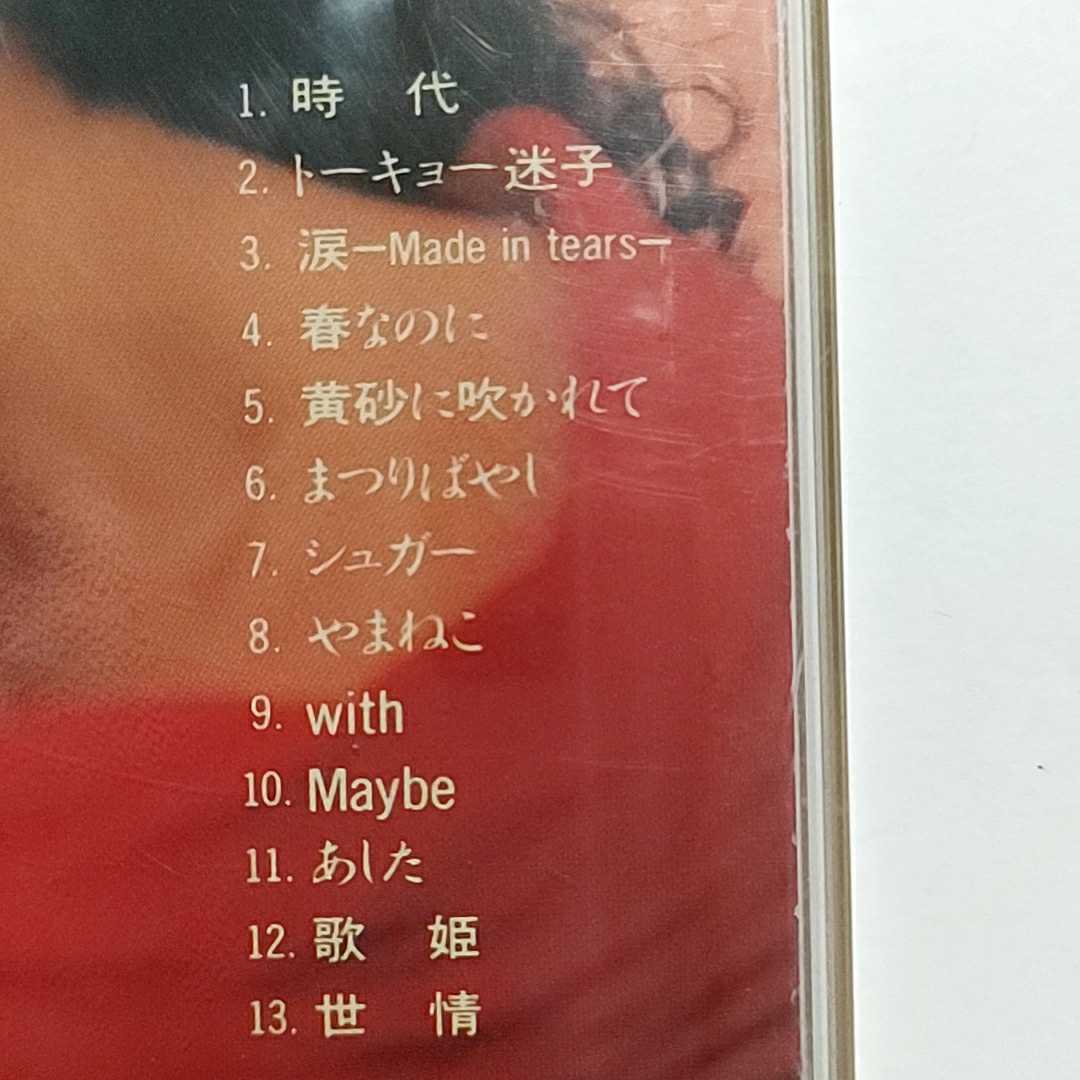 1. 時　代
2. トーキョー迷子
3. 涙ーMade in tearsー
4. 春なのに
5. 黄砂に吹かれて
6. まつりばやし
7. シュガー
8. やまねこ
9. with
10. Maybe
11. あした
12. 歌　姫
13. 世　情